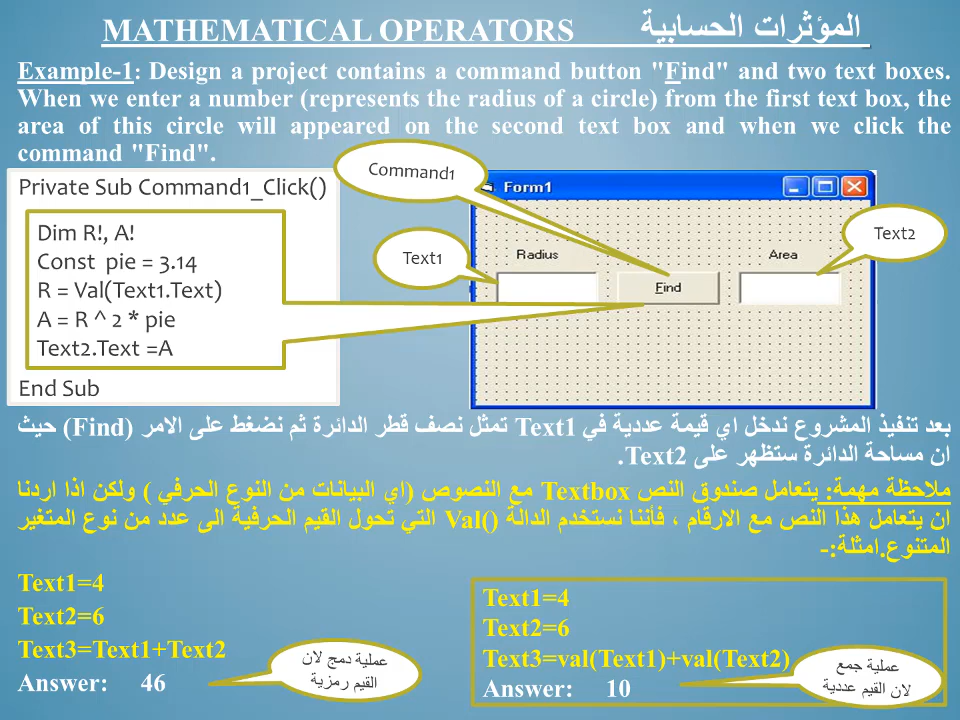 MATHEMATICAL OPERATORS المؤثرات الحسابية
Example-1: Design a project contains a command button "Find" and two text boxes.
When we enter a number (represents the radius of a circle) from the first text box, the
area of this circle will appeared on the second text box and when we click the
command "Find".
Private Sub Command1_Click()
Dim R!, A!
Const pie = 3.14
R = Val(Text1.Text)
A = R ^ 2 * pie
Text2.Text =A
End Sub
Command1
Form1
Text1
Text2
Radius
Area
Find
بعد تنفيذ المشروع ندخل اي قيمة عددية في Text1 تمثل نصف قطر الدائرة ثم نضغط على الامر (Find) حيث
ان مساحة الدائرة ستظهر على Text2.
ملاحظة مهمة: يتعامل صندوق النص Textbox مع النصوص (اي البيانات من النوع الحرفي ) ولكن اذا اردنا
ان يتعامل هذا النص مع الارقام ، فأننا نستخدم الدالة Val() التي تحول القيم الحرفية الى عدد من نوع المتغير
المتنوع.امثلة:-
Text1=4
Text2=6
Text3=Text1+Text2
Answer: 46
عملية دمج لان
القيم رمزية
Text1=4
Text2=6
Text3=val(Text1)+val(Text2)
Answer: 10
عملية جمع
لان القيم عددية